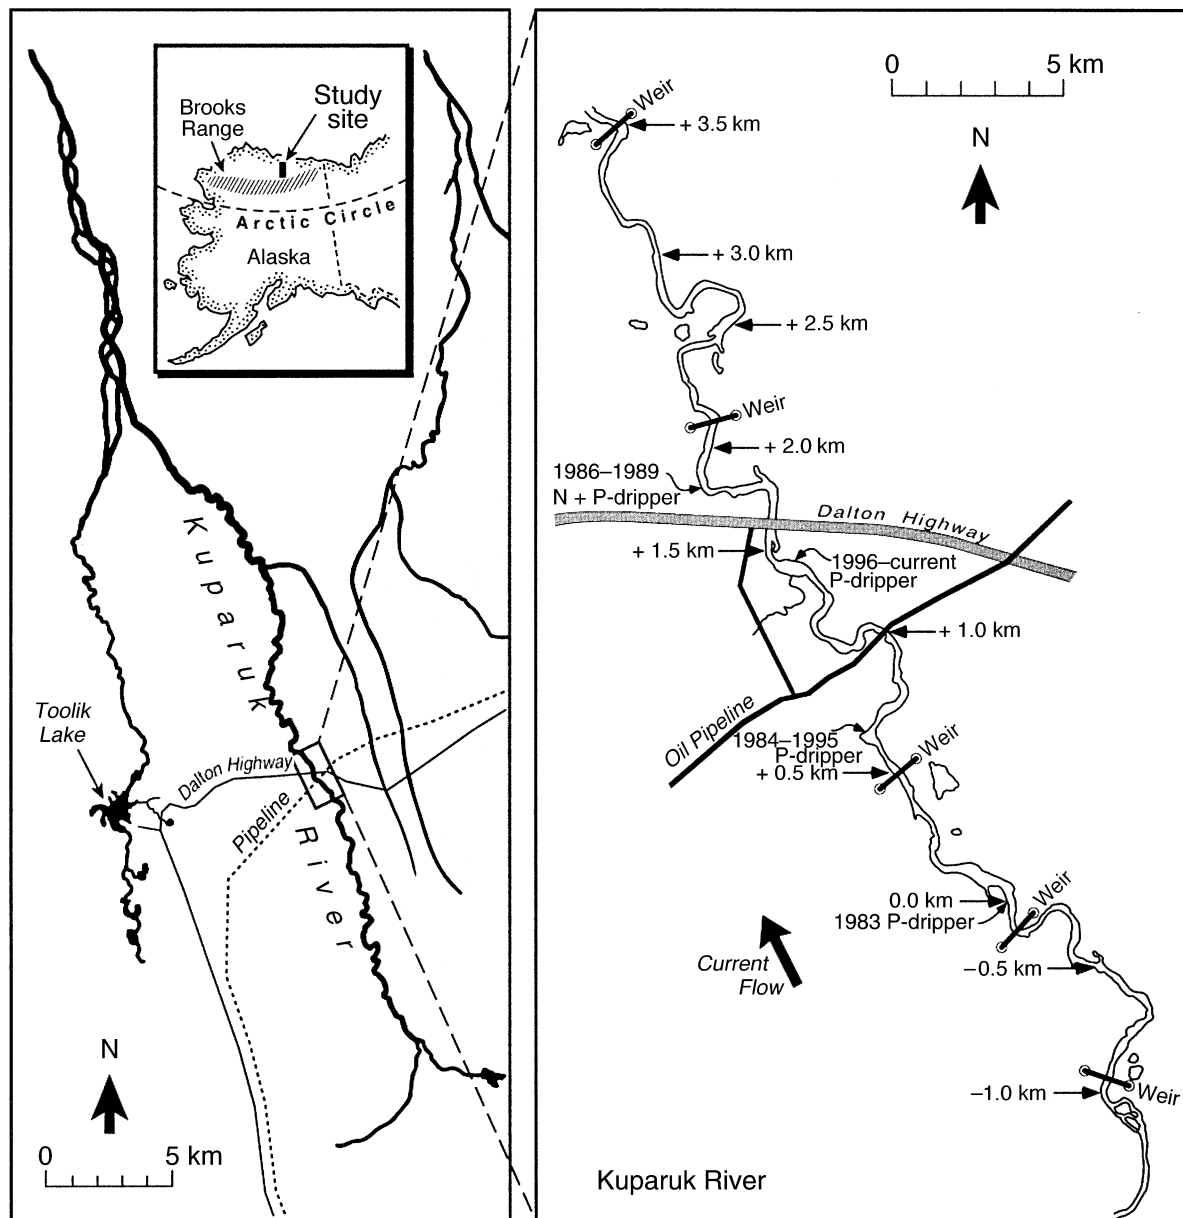 Brooks
Range
Study
site
Arctic Circle
Alaska
Kuparuk
River
Toolik
Lake
Dalton Highway
Pipeline
N
0 5 km
0 5 km
N
Weir
+ 3.5 km
+ 3.0 km
+ 2.5 km
Weir
+ 2.0 km
1986–1989
N + P-dripper
Dalton Highway
+ 1.5 km
1996–current
P-dripper
+ 1.0 km
Oil Pipeline
1984–1995
P-dripper
+ 0.5 km
Weir
0.0 km
1983 P-dripper
Weir
Current
Flow
–0.5 km
–1.0 km
Weir
Kuparuk River